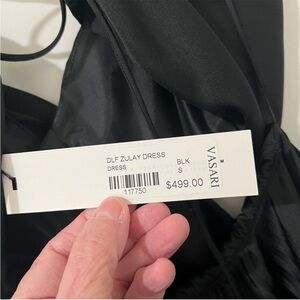 DLF ZULAY DRESS
DRESS
BLK
S
117750
$499.00
VASARI